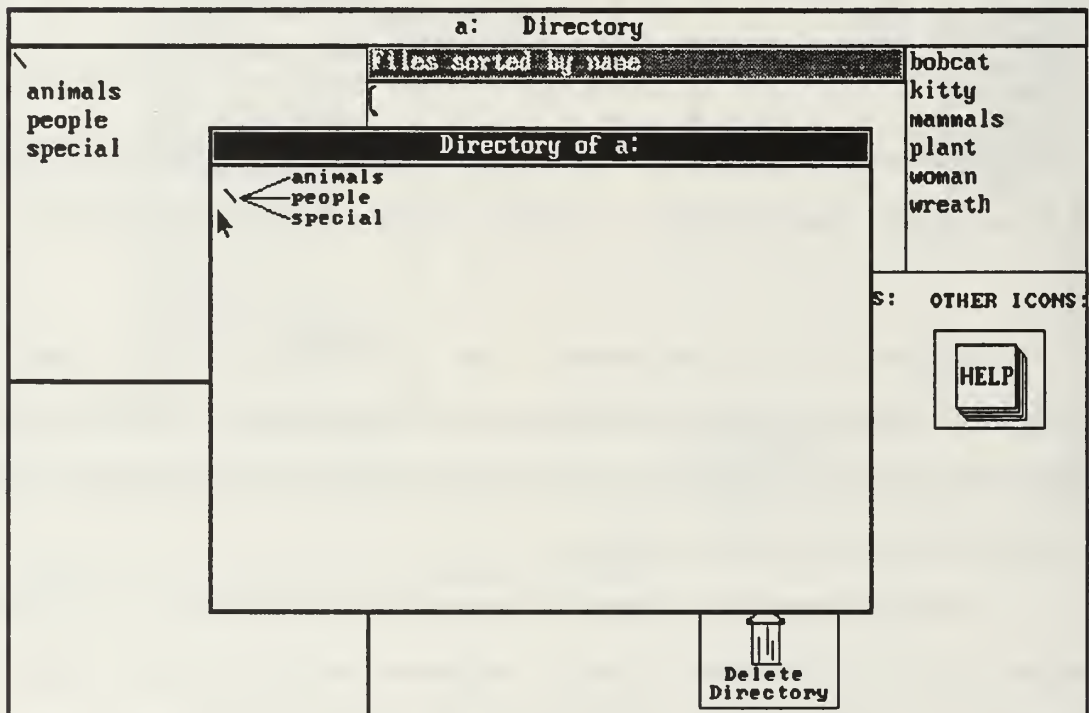 a: Directory
\
animals
people
special
Files sorted by name
bobcat
kitty
mammals
plant
woman
wreath
Directory of a:
\
animals
people
special
S:
OTHER ICONS:
HELP
Delete
Directory